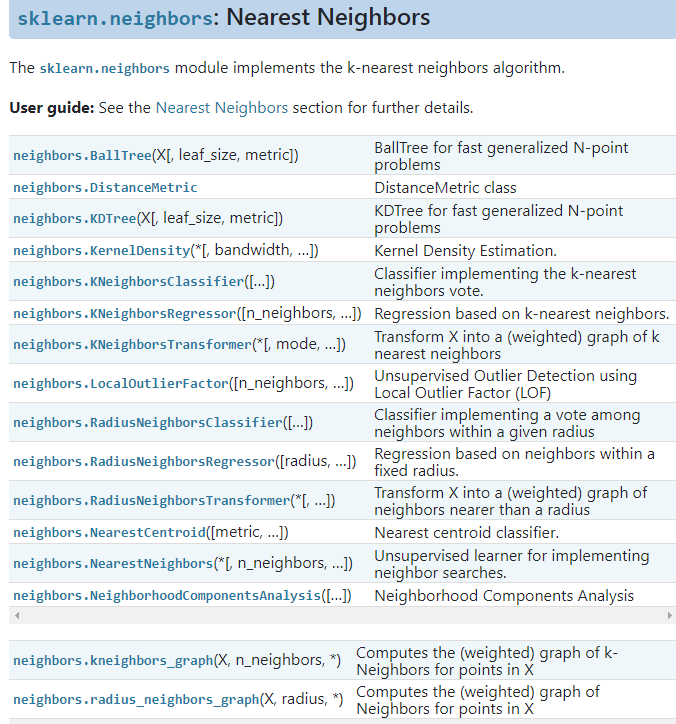 sklearn.neighbors: Nearest Neighbors
The sklearn.neighbors module implements the k-nearest neighbors algorithm.
User guide: See the Nearest Neighbors section for further details.
neighbors.BallTree(X[, leaf_size, metric]) BallTree for fast generalized N-point
problems
neighbors.DistanceMetric DistanceMetric class
neighbors.KDTree(X[, leaf_size, metric]) KDTree for fast generalized N-point
problems
neighbors.KernelDensity(*[, bandwidth, …]) Kernel Density Estimation.
neighbors.KNeighborsClassifier([…]) Classifier implementing the k-nearest
neighbors vote.
neighbors.KNeighborsRegressor([n_neighbors, …]) Regression based on k-nearest neighbors.
neighbors.KNeighborsTransformer(*[, mode, …]) Transform X into a (weighted) graph of k
nearest neighbors
neighbors.LocalOutlierFactor([n_neighbors, …]) Unsupervised Outlier Detection using
Local Outlier Factor (LOF)
neighbors.RadiusNeighborsClassifier([…]) Classifier implementing a vote among
neighbors within a given radius
neighbors.RadiusNeighborsRegressor([radius, …]) Regression based on neighbors within a
fixed radius.
neighbors.RadiusNeighborsTransformer(*[, …]) Transform X into a (weighted) graph of
neighbors nearer than a radius
neighbors.NearestCentroid([metric, …]) Nearest centroid classifier.
neighbors.NearestNeighbors(*[, n_neighbors, …]) Unsupervised learner for implementing
neighbor searches.
neighbors.NeighborhoodComponentsAnalysis([…]) Neighborhood Components Analysis
neighbors.kneighbors_graph(X, n_neighbors, *) Computes the (weighted) graph of k-
Neighbors for points in X
neighbors.radius_neighbors_graph(X, radius, *) Computes the (weighted) graph of
Neighbors for points in X